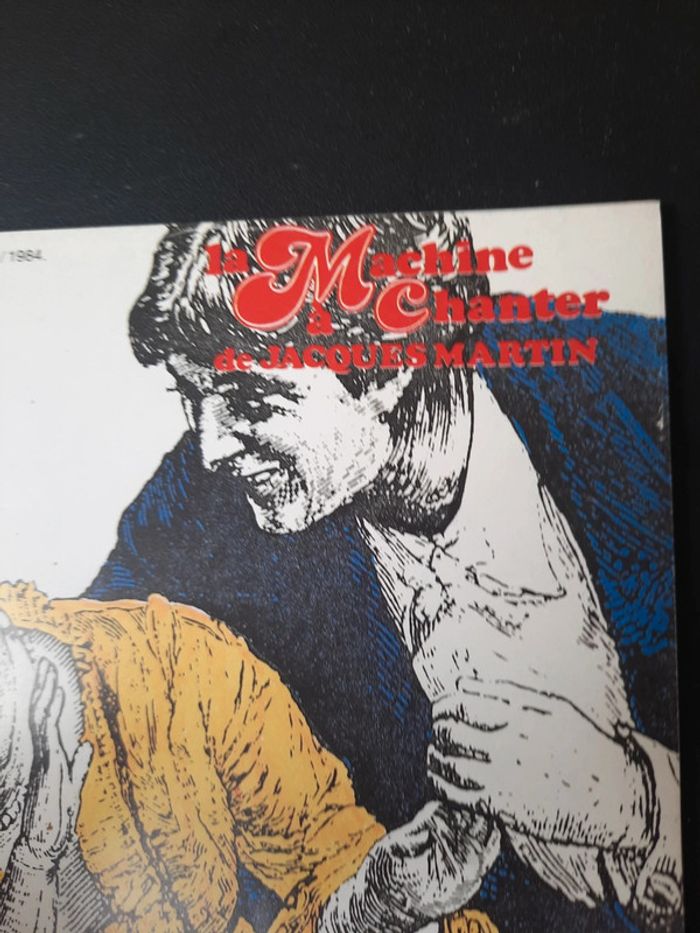 /1984.
la Machine
à Chanter
de JACQUES MARTIN